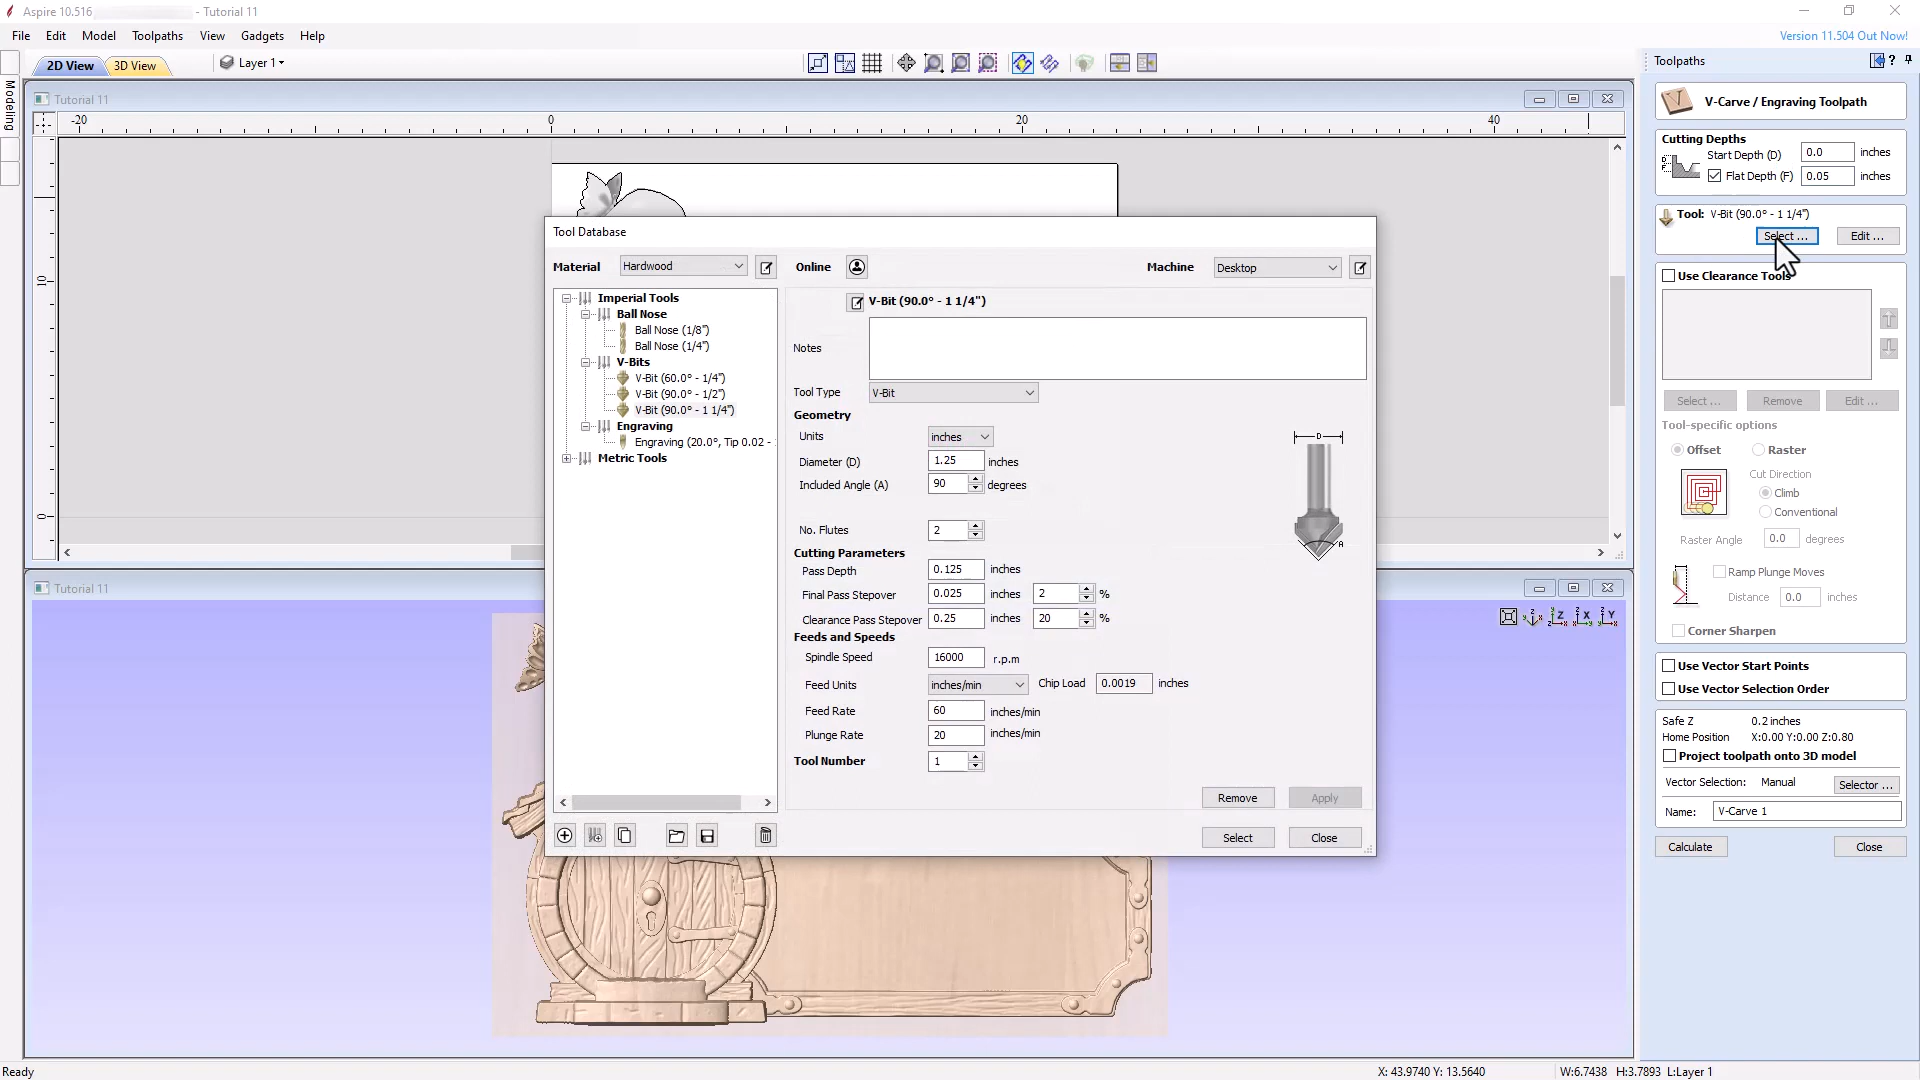 Aspire 10.516 - Tutorial 11
File Edit Model Toolpaths View Gadgets Help
Version 11.504 Out Now!
2D View 3D View Layer 1
Toolpaths ?
Modeling
Tutorial 11
-20 0 20 40
10
0
V-Carve / Engraving Toolpath
Cutting Depths
Start Depth (D) 0.0 inches
Flat Depth (F) 0.05 inches
Tool: V-Bit (90.0° - 1 1/4")
Select ... Edit ...
Use Clearance Tools
Select ... Remove Edit ...
Tool-specific options
Offset Raster
Cut Direction
Climb
Conventional
Raster Angle 0.0 degrees
Ramp Plunge Moves
Distance 0.0 inches
Corner Sharpen
Use Vector Start Points
Use Vector Selection Order
Safe Z 0.2 inches
Home Position X:0.00 Y:0.00 Z:0.80
Project toolpath onto 3D model
Vector Selection: Manual Selector ...
Name: V-Carve 1
Calculate Close
Tool Database
Material Hardwood Online Machine Desktop
Imperial Tools
Ball Nose
Ball Nose (1/8")
Ball Nose (1/4")
V-Bits
V-Bit (60.0° - 1/4")
V-Bit (90.0° - 1/2")
V-Bit (90.0° - 1 1/4")
Engraving
Engraving (20.0°, Tip 0.02 -
Metric Tools
V-Bit (90.0° - 1 1/4")
Notes
Tool Type V-Bit
Geometry
Units inches
Diameter (D) 1.25 inches
Included Angle (A) 90 degrees
No. Flutes 2
D
A
Cutting Parameters
Pass Depth 0.125 inches
Final Pass Stepover 0.025 inches 2 %
Clearance Pass Stepover 0.25 inches 20 %
Feeds and Speeds
Spindle Speed 16000 r.p.m
Feed Units inches/min Chip Load 0.0019 inches
Feed Rate 60 inches/min
Plunge Rate 20 inches/min
Tool Number 1
Remove Apply
Select Close
Tutorial 11
Ready
X: 43.9740 Y: 13.5640
W:6.7438 H:3.7893 L:Layer 1